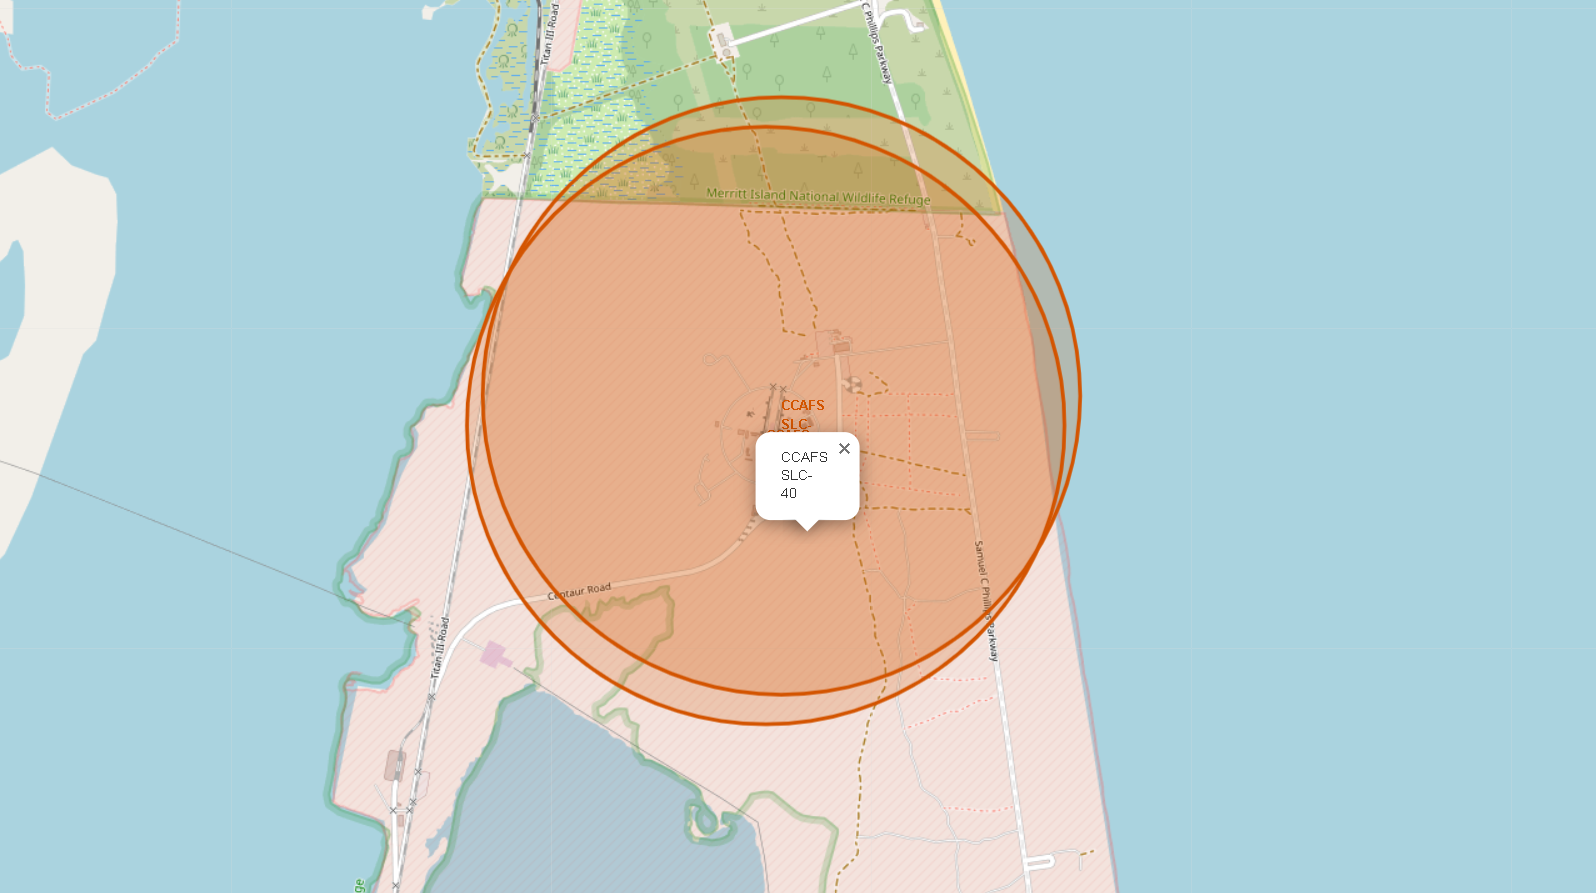 Titan III Road
C Phillips Parkway
Merritt Island National Wildlife Refuge
CCAFS
SLC-
CCAFS
SLC-
40
×
Centaur Road
Samuel C Phillips Parkway
Titan III Road
ge